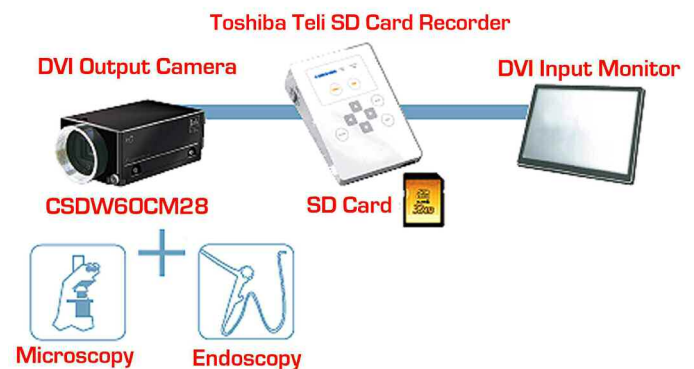 Toshiba Teli SD Card Recorder
DVI Output Camera
DVI Input Monitor
CSDW60CM28
SD Card
Microscopy
Endoscopy